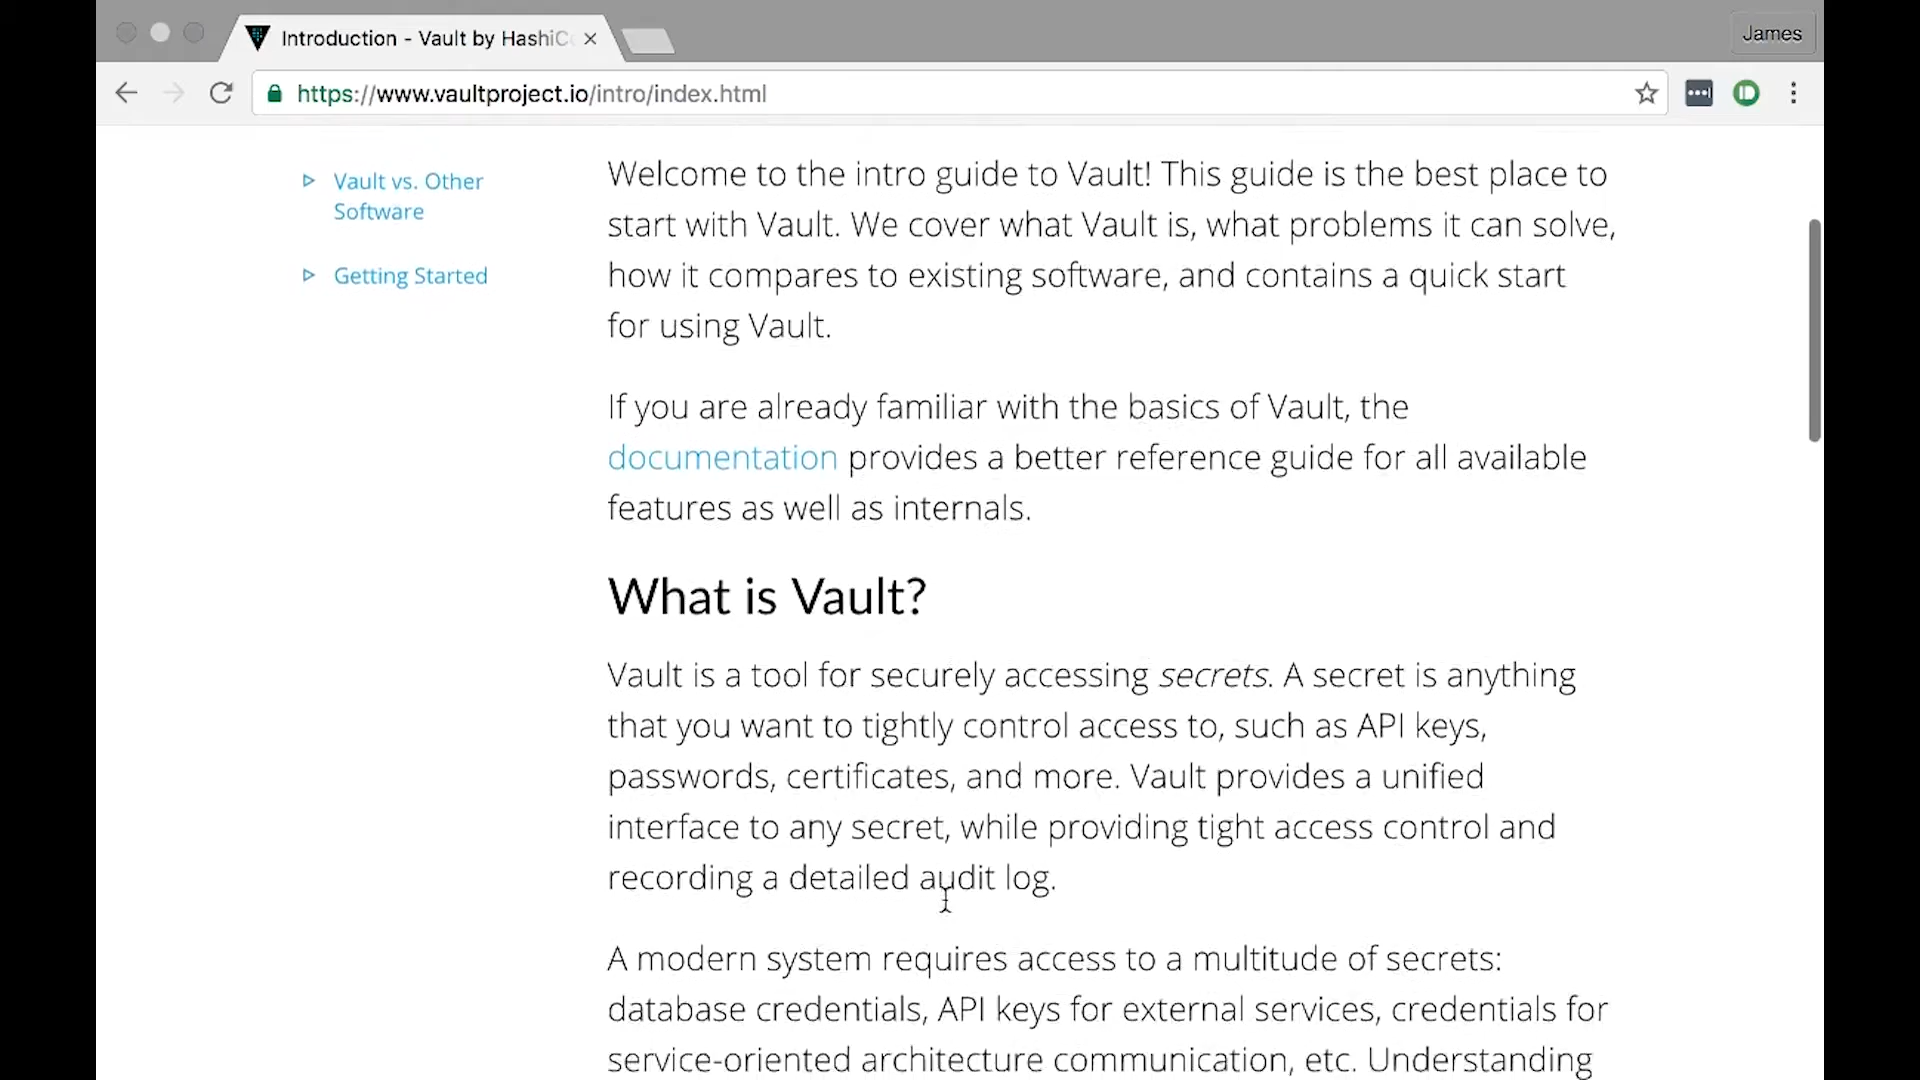 Introduction - Vault by HashiC
James
https://www.vaultproject.io/intro/index.html
Vault vs. Other
Software
Getting Started
Welcome to the intro guide to Vault! This guide is the best place to
start with Vault. We cover what Vault is, what problems it can solve,
how it compares to existing software, and contains a quick start
for using Vault.
If you are already familiar with the basics of Vault, the
documentation provides a better reference guide for all available
features as well as internals.
What is Vault?
Vault is a tool for securely accessing secrets. A secret is anything
that you want to tightly control access to, such as API keys,
passwords, certificates, and more. Vault provides a unified
interface to any secret, while providing tight access control and
recording a detailed audit log.
A modern system requires access to a multitude of secrets:
database credentials, API keys for external services, credentials for
service-oriented architecture communication, etc. Understanding